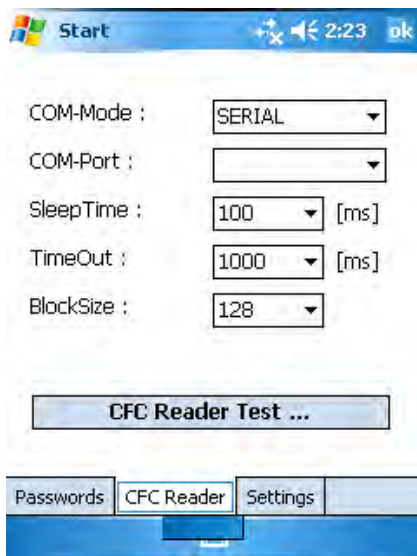 Start 2:23 ok
COM-Mode : SERIAL
COM-Port :
SleepTime : 100 [ms]
TimeOut : 1000 [ms]
BlockSize : 128
CFC Reader Test ...
Passwords CFC Reader Settings